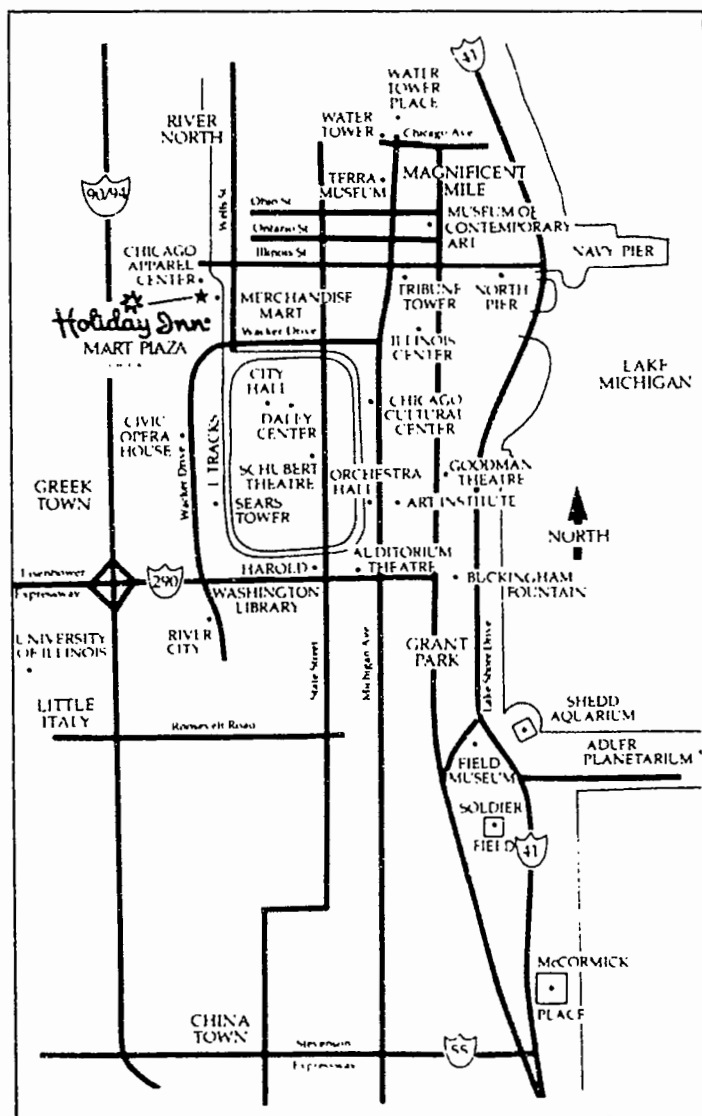 41
WATER
TOWER
PLACE
RIVER
NORTH
WATER
TOWER
Chicago Ave
TERRA
MUSEUM
MAGNIFICENT
MILE
90/94
Wells St
Ohio St
MUSEUM OF
CONTEMPORARY
ART
Ontario St
Illinois St
NAVY PIER
CHICAGO
APPAREL
CENTER
TRIBUNE
TOWER
NORTH
PIER
MERCHANDISE
MART
Holiday Inn
MART PLAZA
Wacker Drive
ILLINOIS
CENTER
LAKE
MICHIGAN
CITY
HALL
DALEY
CENTER
CHICAGO
CULTURAL
CENTER
CIVIC
OPERA
HOUSE
L TRACKS
Wacker Drive
SCHUBERT
THEATRE
ORCHESTRA
HALL
GOODMAN
THEATRE
GREEK
TOWN
SEARS
TOWER
ART INSTITUTE
NORTH
Eisenhower
Expressway
290
HAROLD
WASHINGTON
LIBRARY
AUDITORIUM
THEATRE
BUCKINGHAM
FOUNTAIN
UNIVERSITY
OF ILLINOIS
RIVER
CITY
State Street
Michigan Ave
GRANT
PARK
Lake Shore Drive
LITTLE
ITALY
Roosevelt Road
SHEDD
AQUARIUM
ADLER
PLANETARIUM
FIELD
MUSEUM
SOLDIER
FIELD
41
McCORMICK
PLACE
CHINA
TOWN
Stevenson
Expressway
55